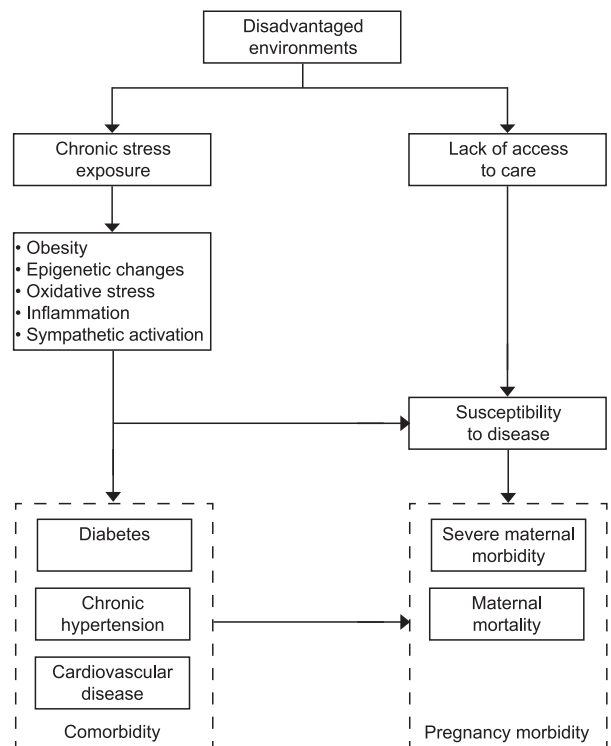 Disadvantaged
environments
Chronic stress
exposure
Lack of access
to care
• Obesity
• Epigenetic changes
• Oxidative stress
• Inflammation
• Sympathetic activation
Susceptibility
to disease
Diabetes
Chronic
hypertension
Cardiovascular
disease
Comorbidity
Severe maternal
morbidity
Maternal
mortality
Pregnancy morbidity